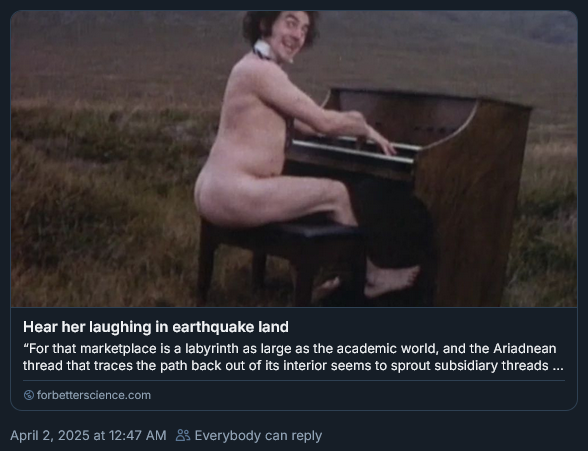 Hear her laughing in earthquake land
“For that marketplace is a labyrinth as large as the academic world, and the Ariadnean
thread that traces the path back out of its interior seems to sprout subsidiary threads ...
forbetterscience.com
April 2, 2025 at 12:47 AM Everybody can reply